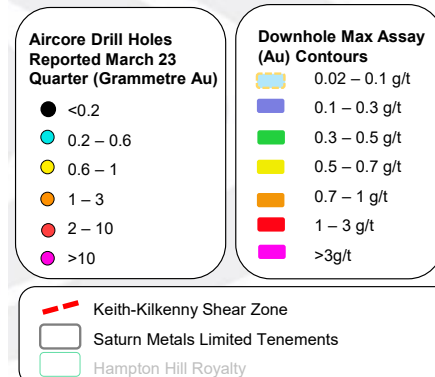 Aircore Drill Holes
Reported March 23
Quarter (Grammetre Au)
<0.2
0.2 – 0.6
0.6 – 1
1 – 3
2 – 10
>10
Downhole Max Assay
(Au) Contours
0.02 – 0.1 g/t
0.1 – 0.3 g/t
0.3 – 0.5 g/t
0.5 – 0.7 g/t
0.7 – 1 g/t
1 – 3 g/t
>3g/t
Keith-Kilkenny Shear Zone
Saturn Metals Limited Tenements
Hampton Hill Royalty